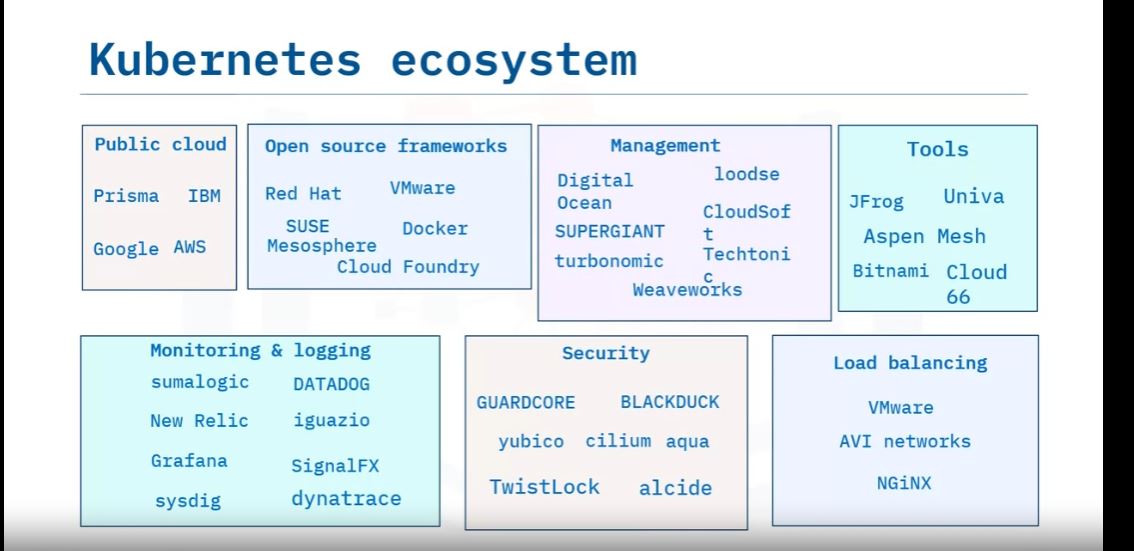 Kubernetes ecosystem
Public cloud
Prisma IBM
Google AWS
Open source frameworks
Red Hat VMware
SUSE Docker
Mesosphere
Cloud Foundry
Management
Digital
Ocean
loodse
SUPERGIANT
CloudSof
t
turbonomic
Techtoni
c
Weaveworks
Tools
JFrog Univa
Aspen Mesh
Bitnami Cloud
66
Monitoring & logging
sumalogic DATADOG
New Relic iguazio
Grafana SignalFX
sysdig dynatrace
Security
GUARDCORE BLACKDUCK
yubico cilium aqua
TwistLock alcide
Load balancing
VMware
AVI networks
NGiNX